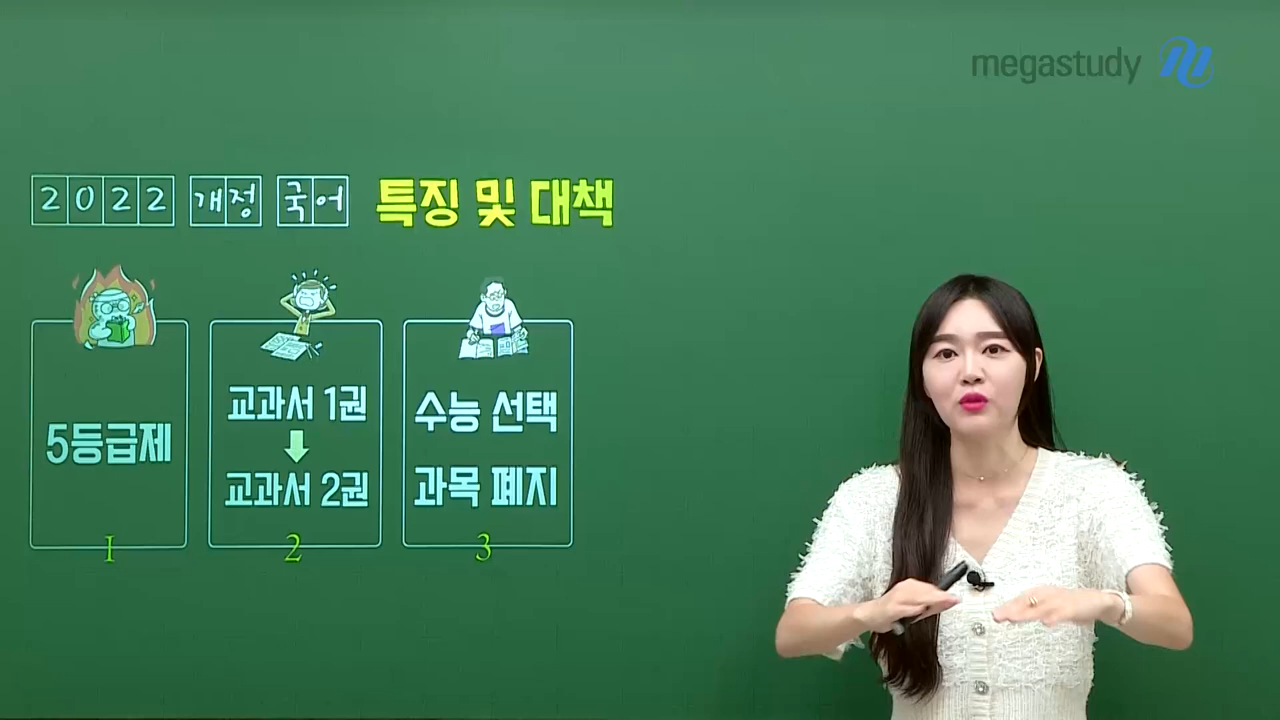 megastudy
2022 개정 국어 특징 및 대책
5등급제
교과서 1권
교과서 2권
수능 선택
과목 폐지
1
2
3